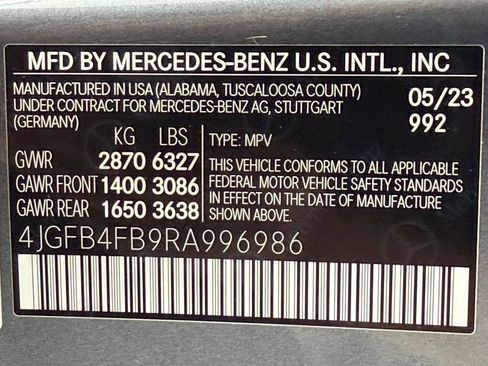 MFD BY MERCEDES-BENZ U.S. INTL., INC
MANUFACTURED IN USA (ALABAMA, TUSCALOOSA COUNTY) 05/23
UNDER CONTRACT FOR MERCEDES-BENZ AG, STUTTGART 992
(GERMANY)
KG LBS TYPE: MPV
GVWR 2870 6327 THIS VEHICLE CONFORMS TO ALL APPLICABLE
GAWR FRONT 1400 3086 FEDERAL MOTOR VEHICLE SAFETY STANDARDS
GAWR REAR 1650 3638 IN EFFECT ON THE DATE OF MANUFACTURE
SHOWN ABOVE.
4JGFB4FB9RA996986